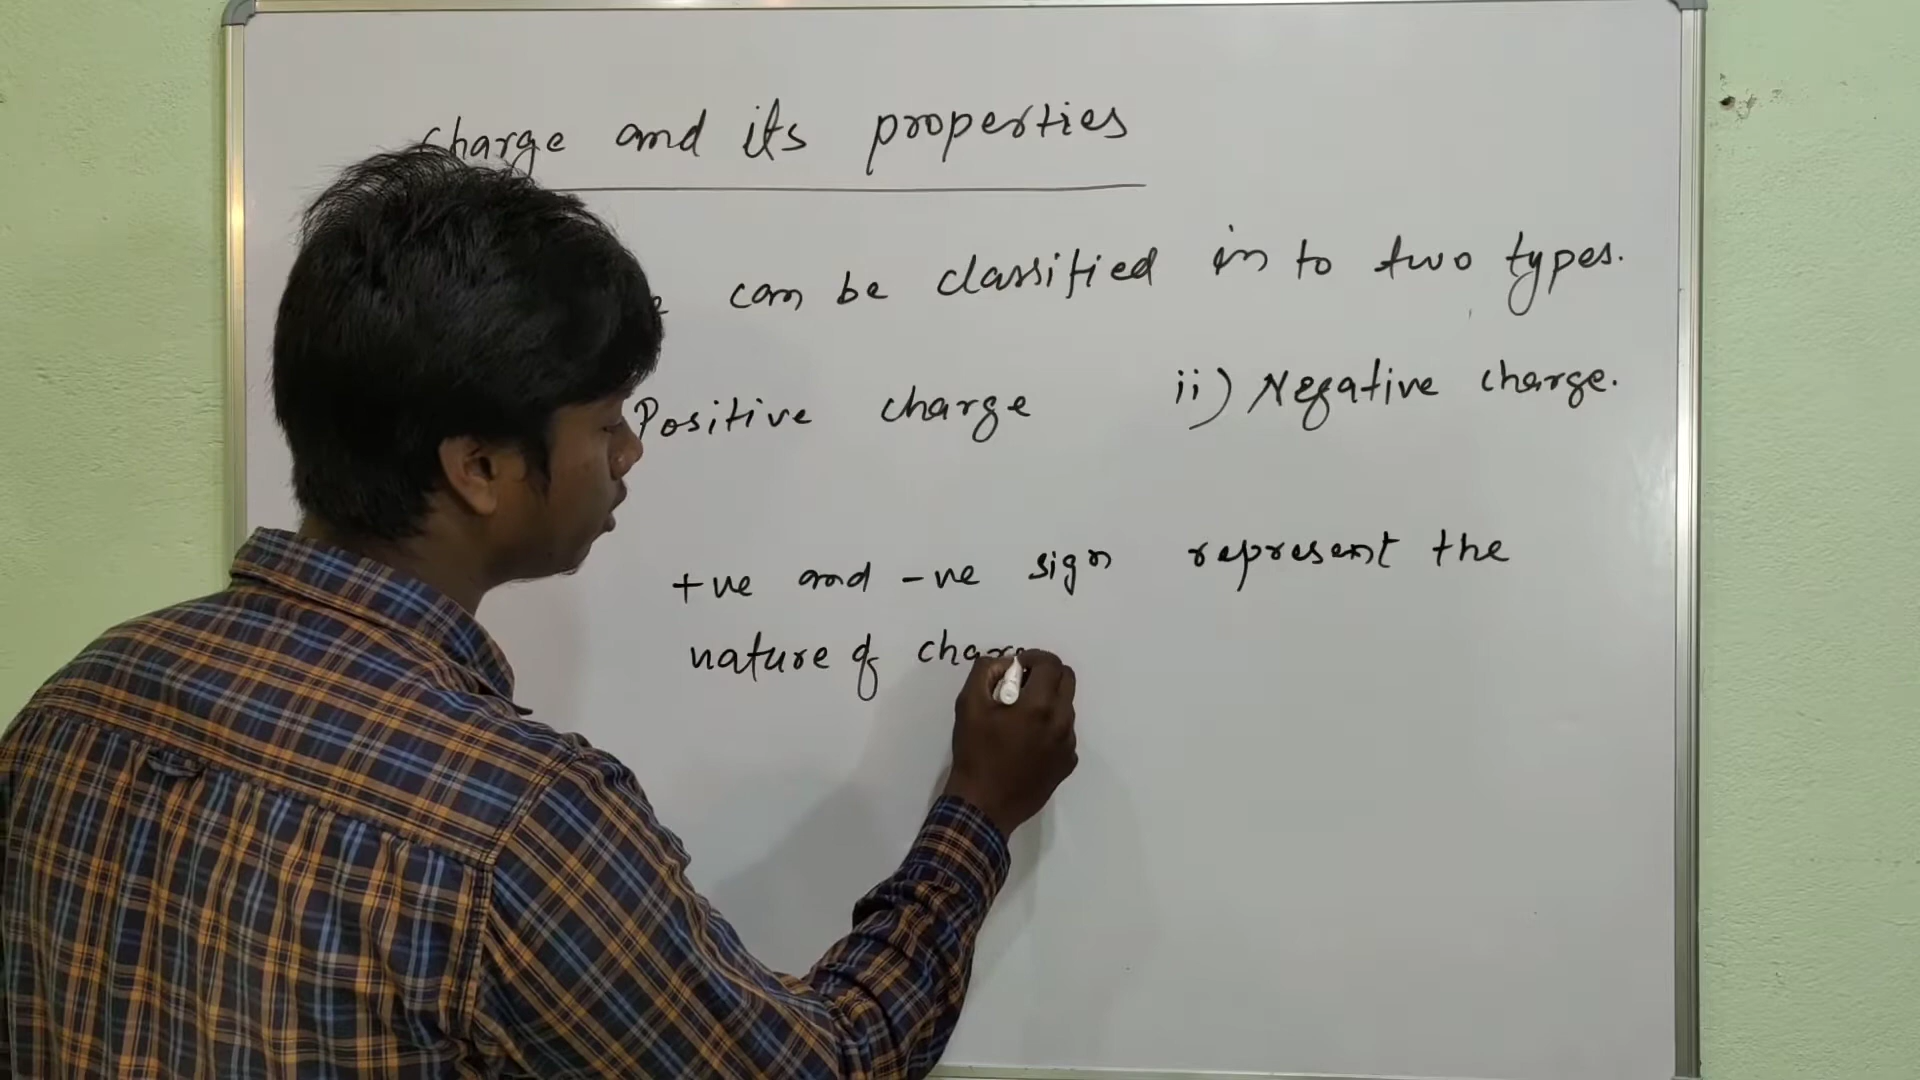 Charge and its properties
can be classified in to two types.
Positive charge ii) Negative charge.
+ve and -ve sign represent the
nature of charg